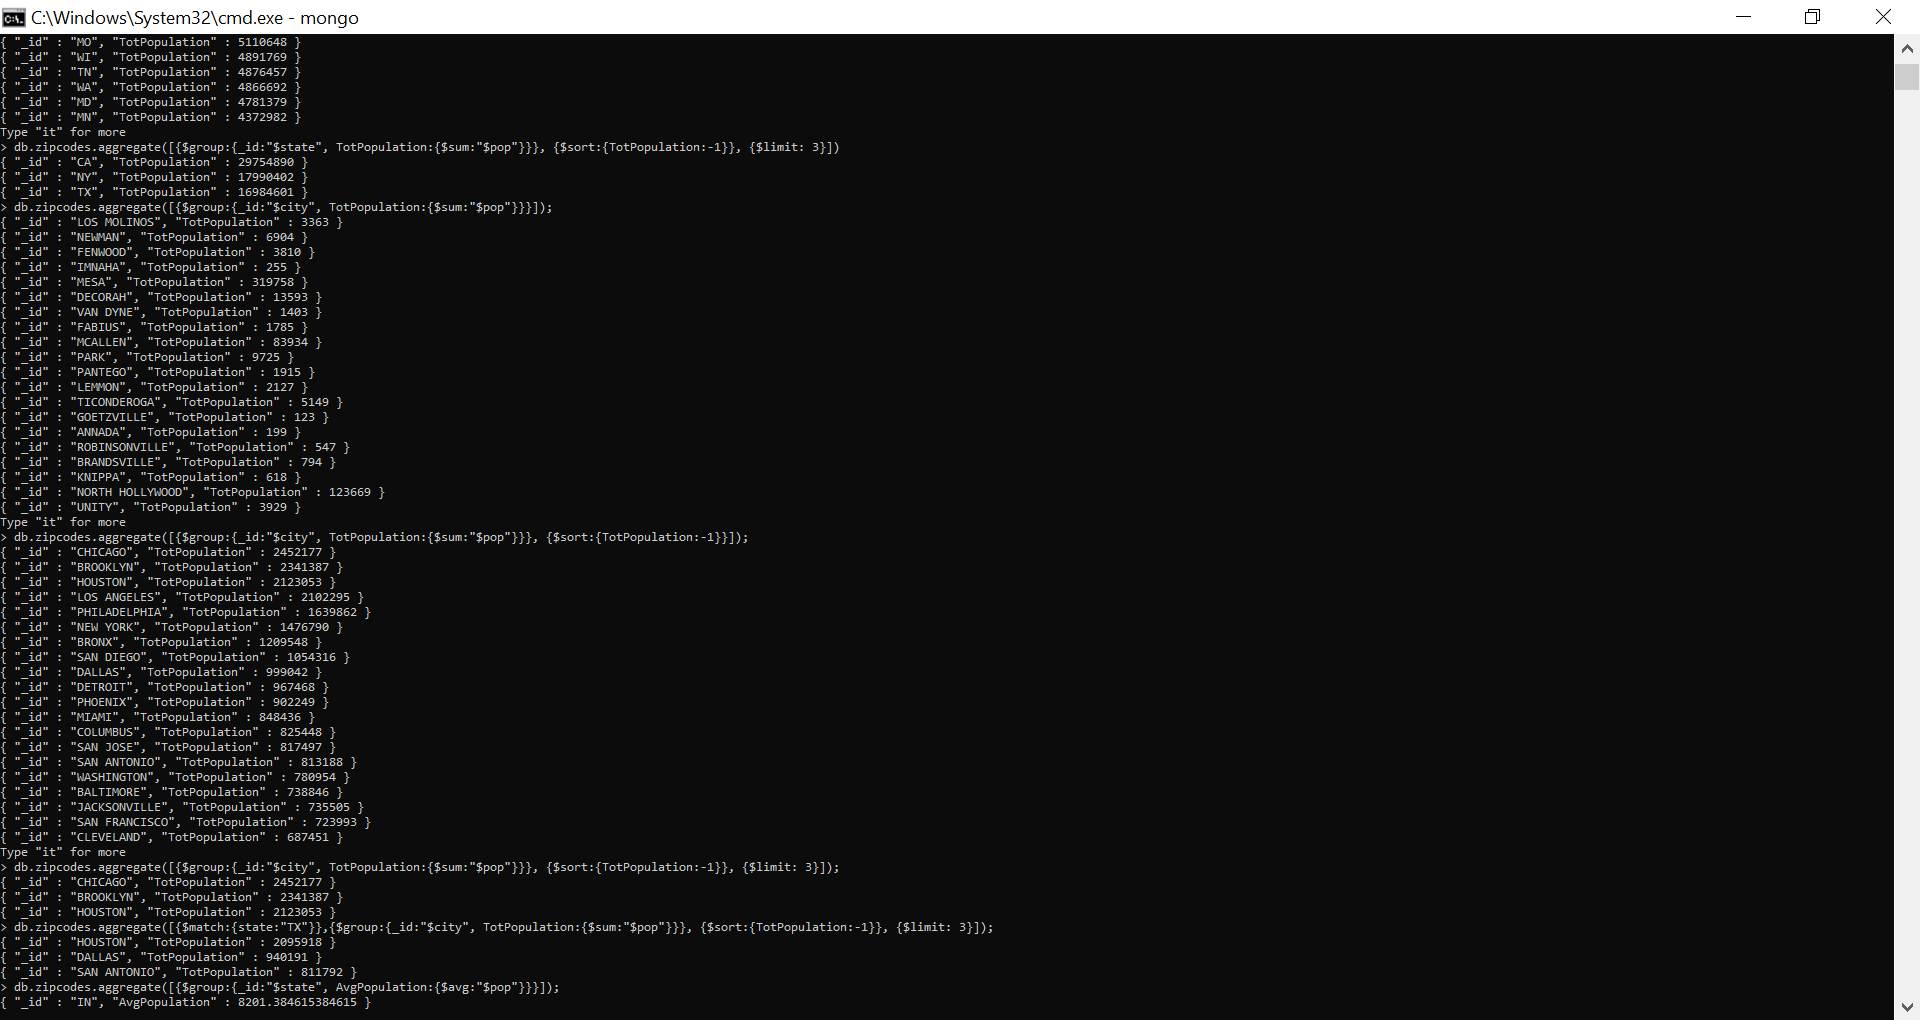 C:\Windows\System32\cmd.exe - mongo
{ "_id" : "MO", "TotPopulation" : 5110648 }
{ "_id" : "WI", "TotPopulation" : 4891769 }
{ "_id" : "TN", "TotPopulation" : 4876457 }
{ "_id" : "WA", "TotPopulation" : 4866692 }
{ "_id" : "MD", "TotPopulation" : 4781379 }
{ "_id" : "MN", "TotPopulation" : 4372982 }
Type "it" for more
> db.zipcodes.aggregate([{$group:{_id:"$state", TotPopulation:{$sum:"$pop"}}}, {$sort:{TotPopulation:-1}}, {$limit: 3}])
{ "_id" : "CA", "TotPopulation" : 29754890 }
{ "_id" : "NY", "TotPopulation" : 17990402 }
{ "_id" : "TX", "TotPopulation" : 16984601 }
> db.zipcodes.aggregate([{$group:{_id:"$city", TotPopulation:{$sum:"$pop"}}}]);
{ "_id" : "LOS MOLINOS", "TotPopulation" : 3363 }
{ "_id" : "NEWMAN", "TotPopulation" : 6904 }
{ "_id" : "FENWOOD", "TotPopulation" : 3810 }
{ "_id" : "IMNAHA", "TotPopulation" : 255 }
{ "_id" : "MESA", "TotPopulation" : 319758 }
{ "_id" : "DECORAH", "TotPopulation" : 13593 }
{ "_id" : "VAN DYNE", "TotPopulation" : 1403 }
{ "_id" : "FABIUS", "TotPopulation" : 1785 }
{ "_id" : "MCALLEN", "TotPopulation" : 83934 }
{ "_id" : "PARK", "TotPopulation" : 9725 }
{ "_id" : "PANTEGO", "TotPopulation" : 1915 }
{ "_id" : "LEMMON", "TotPopulation" : 2127 }
{ "_id" : "TICONDEROGA", "TotPopulation" : 5149 }
{ "_id" : "GOETZVILLE", "TotPopulation" : 123 }
{ "_id" : "ANNADA", "TotPopulation" : 199 }
{ "_id" : "ROBINSONVILLE", "TotPopulation" : 547 }
{ "_id" : "BRANDSVILLE", "TotPopulation" : 794 }
{ "_id" : "KNIPPA", "TotPopulation" : 618 }
{ "_id" : "NORTH HOLLYWOOD", "TotPopulation" : 123669 }
{ "_id" : "UNITY", "TotPopulation" : 3929 }
Type "it" for more
> db.zipcodes.aggregate([{$group:{_id:"$city", TotPopulation:{$sum:"$pop"}}}, {$sort:{TotPopulation:-1}}]);
{ "_id" : "CHICAGO", "TotPopulation" : 2452177 }
{ "_id" : "BROOKLYN", "TotPopulation" : 2341387 }
{ "_id" : "HOUSTON", "TotPopulation" : 2123053 }
{ "_id" : "LOS ANGELES", "TotPopulation" : 2102295 }
{ "_id" : "PHILADELPHIA", "TotPopulation" : 1639862 }
{ "_id" : "NEW YORK", "TotPopulation" : 1476790 }
{ "_id" : "BRONX", "TotPopulation" : 1209548 }
{ "_id" : "SAN DIEGO", "TotPopulation" : 1054316 }
{ "_id" : "DALLAS", "TotPopulation" : 999042 }
{ "_id" : "DETROIT", "TotPopulation" : 967468 }
{ "_id" : "PHOENIX", "TotPopulation" : 902249 }
{ "_id" : "MIAMI", "TotPopulation" : 848436 }
{ "_id" : "COLUMBUS", "TotPopulation" : 825448 }
{ "_id" : "SAN JOSE", "TotPopulation" : 817497 }
{ "_id" : "SAN ANTONIO", "TotPopulation" : 813188 }
{ "_id" : "WASHINGTON", "TotPopulation" : 780954 }
{ "_id" : "BALTIMORE", "TotPopulation" : 738846 }
{ "_id" : "JACKSONVILLE", "TotPopulation" : 735505 }
{ "_id" : "SAN FRANCISCO", "TotPopulation" : 723993 }
{ "_id" : "CLEVELAND", "TotPopulation" : 687451 }
Type "it" for more
> db.zipcodes.aggregate([{$group:{_id:"$city", TotPopulation:{$sum:"$pop"}}}, {$sort:{TotPopulation:-1}}, {$limit: 3}]);
{ "_id" : "CHICAGO", "TotPopulation" : 2452177 }
{ "_id" : "BROOKLYN", "TotPopulation" : 2341387 }
{ "_id" : "HOUSTON", "TotPopulation" : 2123053 }
> db.zipcodes.aggregate([{$match:{state:"TX"}},{$group:{_id:"$city", TotPopulation:{$sum:"$pop"}}}, {$sort:{TotPopulation:-1}}, {$limit: 3}]);
{ "_id" : "HOUSTON", "TotPopulation" : 2095918 }
{ "_id" : "DALLAS", "TotPopulation" : 940191 }
{ "_id" : "SAN ANTONIO", "TotPopulation" : 811792 }
> db.zipcodes.aggregate([{$group:{_id:"$state", AvgPopulation:{$avg:"$pop"}}}]);
{ "_id" : "IN", "AvgPopulation" : 8201.384615384615 }